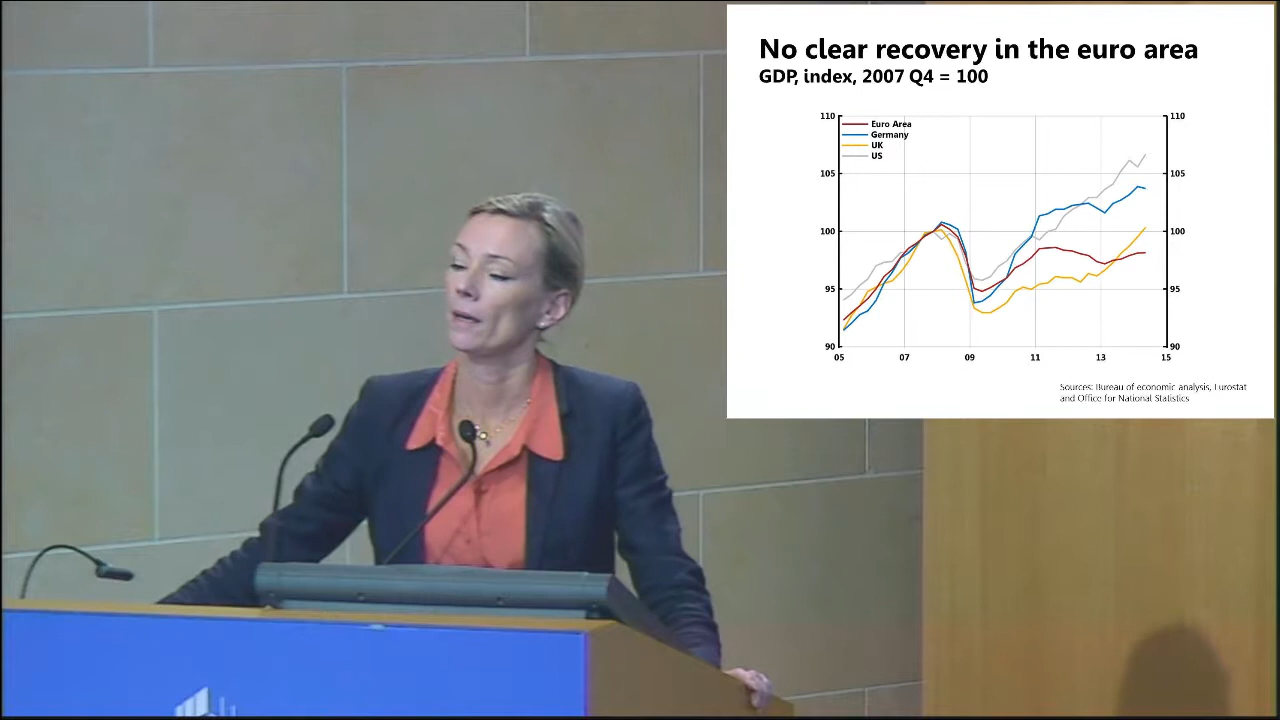 No clear recovery in the euro area
GDP, index, 2007 Q4 = 100
110
110
Euro Area
Germany
UK
US
105
105
100
100
95
95
90
90
05
07
09
11
13
15
Sources: Bureau of economic analysis, Eurostat
and Office for National Statistics